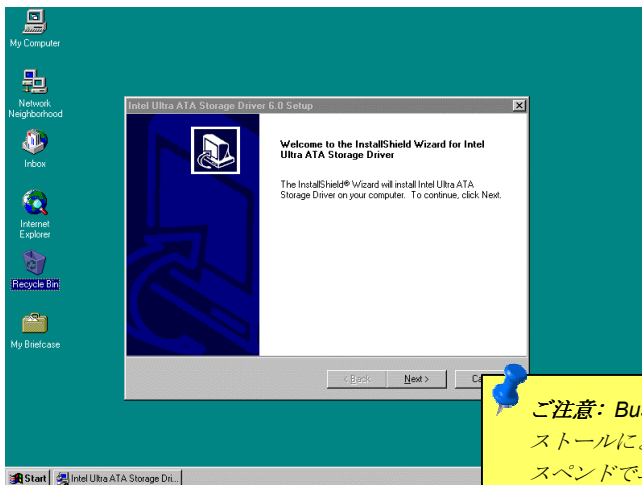 My Computer
Network
Neighborhood
Inbox
Internet
Explorer
Recycle Bin
My Briefcase
Intel Ultra ATA Storage Driver 6.0 Setup
Welcome to the InstallShield Wizard for Intel
Ultra ATA Storage Driver
The InstallShield® Wizard will install Intel Ultra ATA
Storage Driver on your computer. To continue, click Next.
< Back
Next >
ご注意:
ストールに
スペンドで
Start
Intel Ultra ATA Storage Dri...